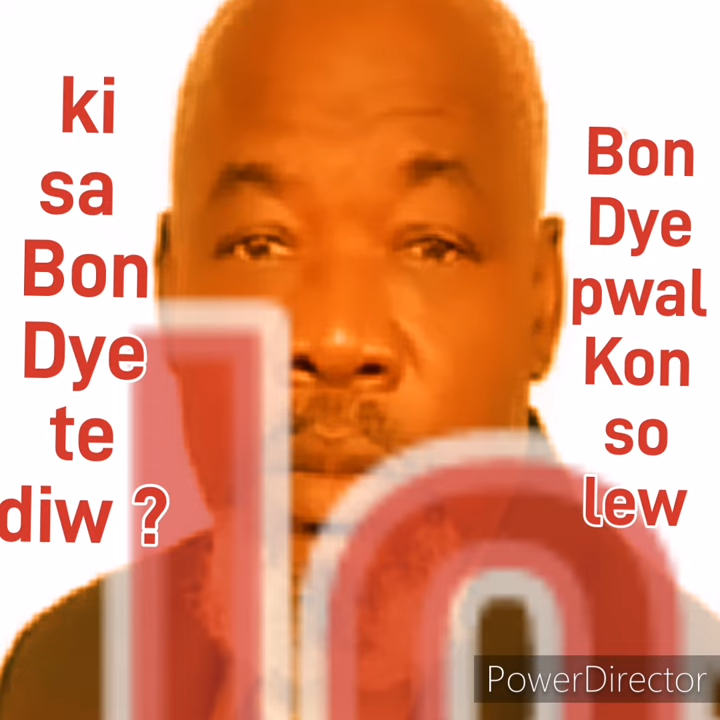 ki
sa
Bon
Dye
te
diw ?
Bon
Dye
pwal
Kon
so
lew
PowerDirector